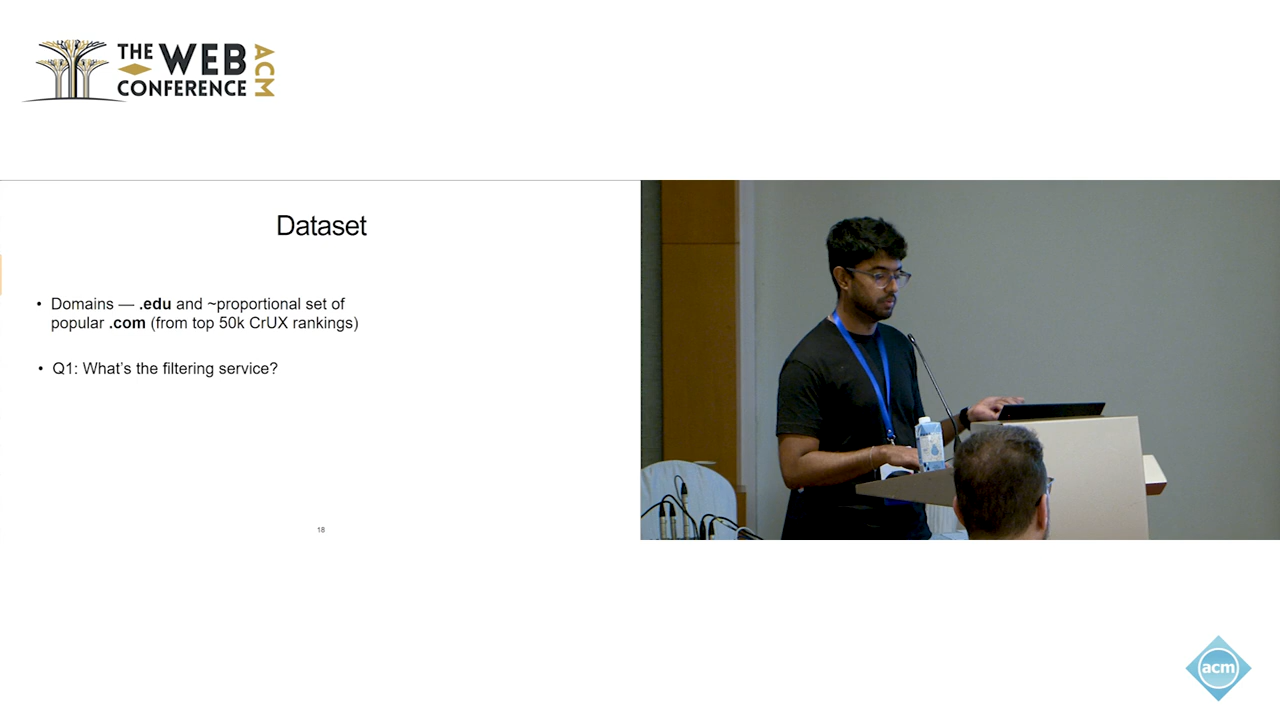 THE WEB
CONFERENCE
ACM
Dataset
• Domains — .edu and ~proportional set of
popular .com (from top 50k CrUX rankings)
• Q1: What's the filtering service?
18
acm